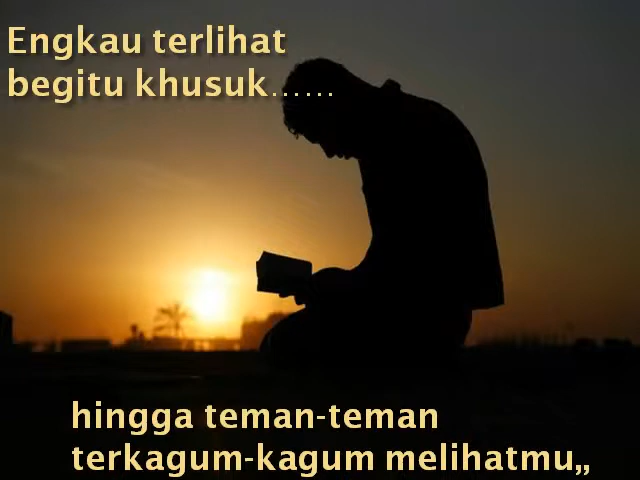 Engkau terlihat
begitu khusuk......
hingga teman-teman
terkagum-kagum melihatmu,,